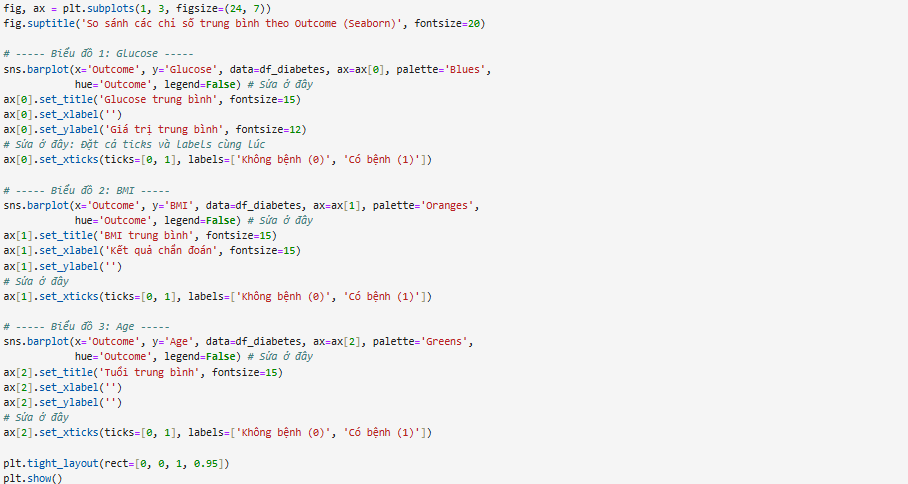 fig, ax = plt.subplots(1, 3, figsize=(24, 7))
fig.suptitle('So sánh các chỉ số trung bình theo Outcome (Seaborn)', fontsize=20)
# ----- Biểu đồ 1: Glucose -----
sns.barplot(x='Outcome', y='Glucose', data=df_diabetes, ax=ax[0], palette='Blues',
hue='Outcome', legend=False) # Sửa ở đây
ax[0].set_title('Glucose trung bình', fontsize=15)
ax[0].set_xlabel('')
ax[0].set_ylabel('Giá trị trung bình', fontsize=12)
# Sửa ở đây: Đặt cả ticks và labels cùng lúc
ax[0].set_xticks(ticks=[0, 1], labels=['Không bệnh (0)', 'Có bệnh (1)'])
# ----- Biểu đồ 2: BMI -----
sns.barplot(x='Outcome', y='BMI', data=df_diabetes, ax=ax[1], palette='Oranges',
hue='Outcome', legend=False) # Sửa ở đây
ax[1].set_title('BMI trung bình', fontsize=15)
ax[1].set_xlabel('Kết quả chẩn đoán', fontsize=15)
ax[1].set_ylabel('')
# Sửa ở đây
ax[1].set_xticks(ticks=[0, 1], labels=['Không bệnh (0)', 'Có bệnh (1)'])
# ----- Biểu đồ 3: Age -----
sns.barplot(x='Outcome', y='Age', data=df_diabetes, ax=ax[2], palette='Greens',
hue='Outcome', legend=False) # Sửa ở đây
ax[2].set_title('Tuổi trung bình', fontsize=15)
ax[2].set_xlabel('')
ax[2].set_ylabel('')
# Sửa ở đây
ax[2].set_xticks(ticks=[0, 1], labels=['Không bệnh (0)', 'Có bệnh (1)'])
plt.tight_layout(rect=[0, 0, 1, 0.95])
plt.show()